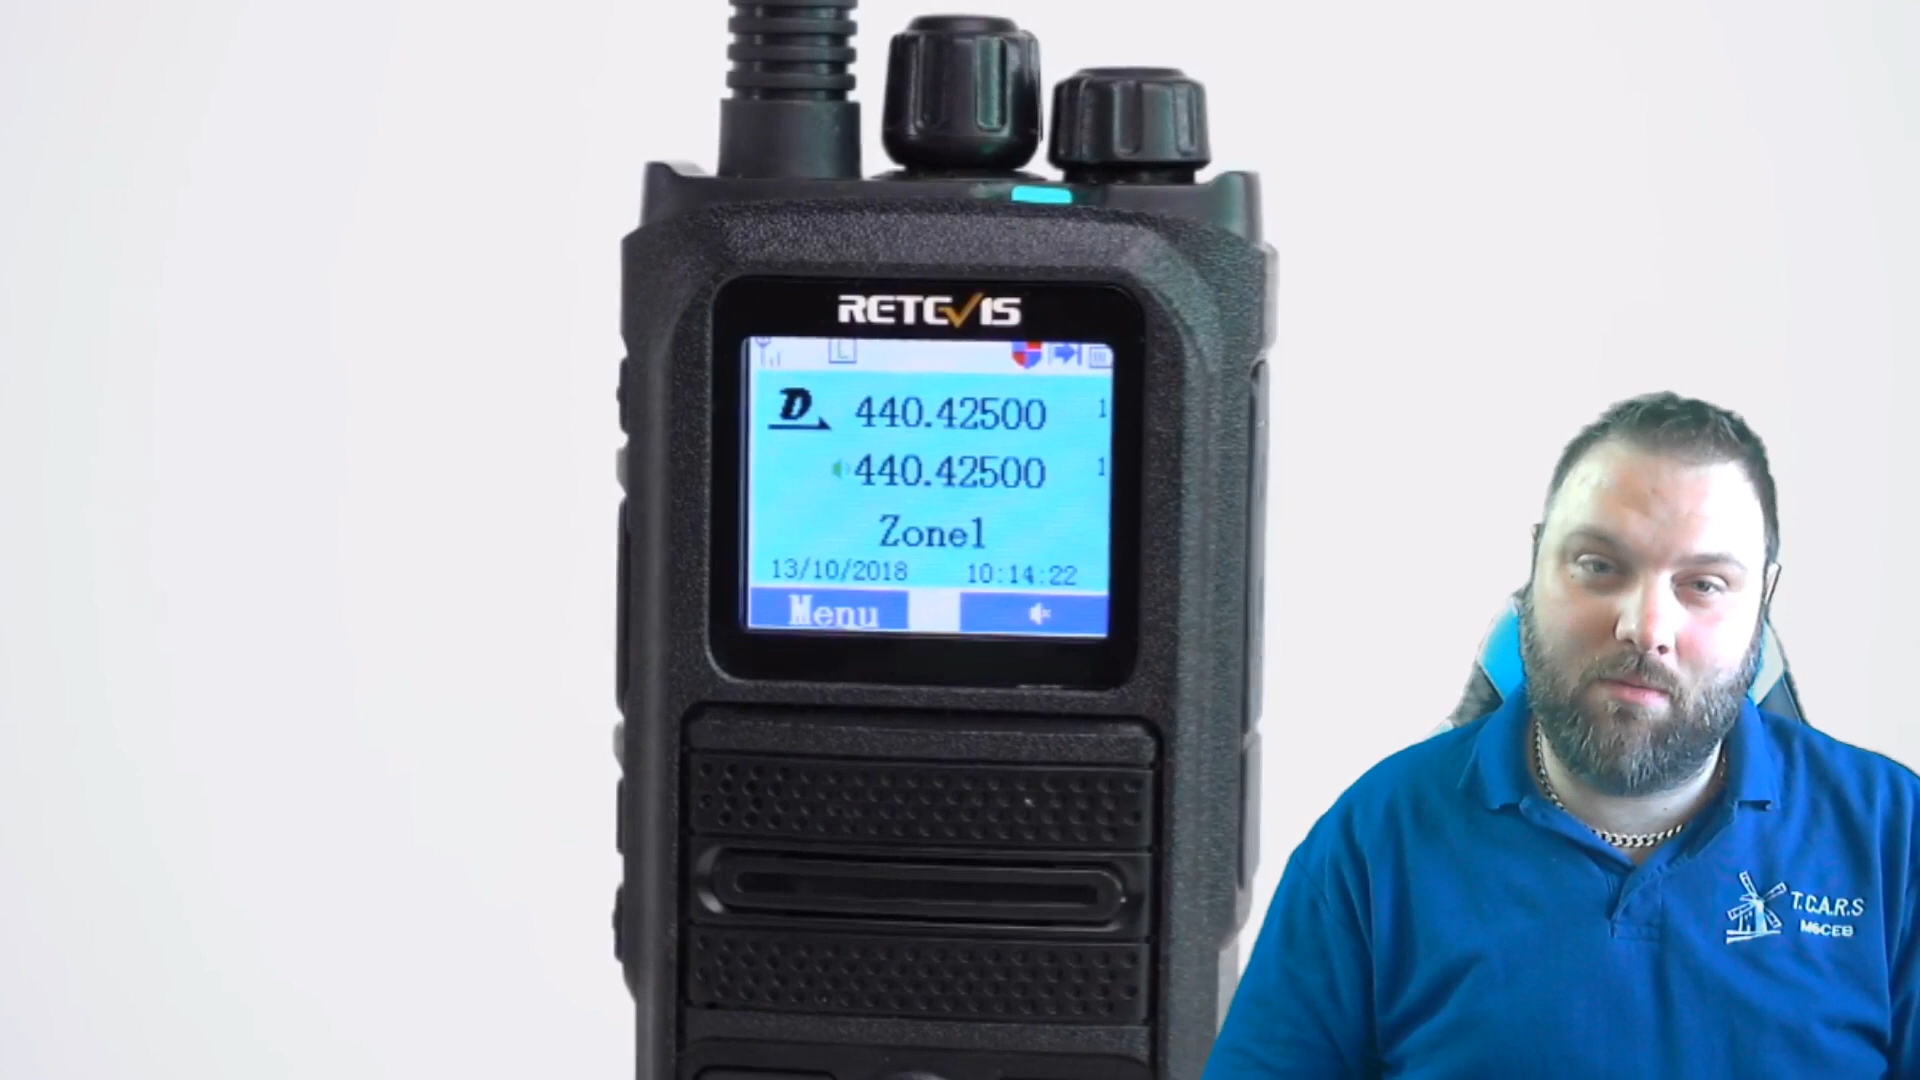 RETEVIS
L
440.42500 1
440.42500 1
Zone1
13/10/2018 10:14:22
Menu
T.C.A.R.S
M6CEB